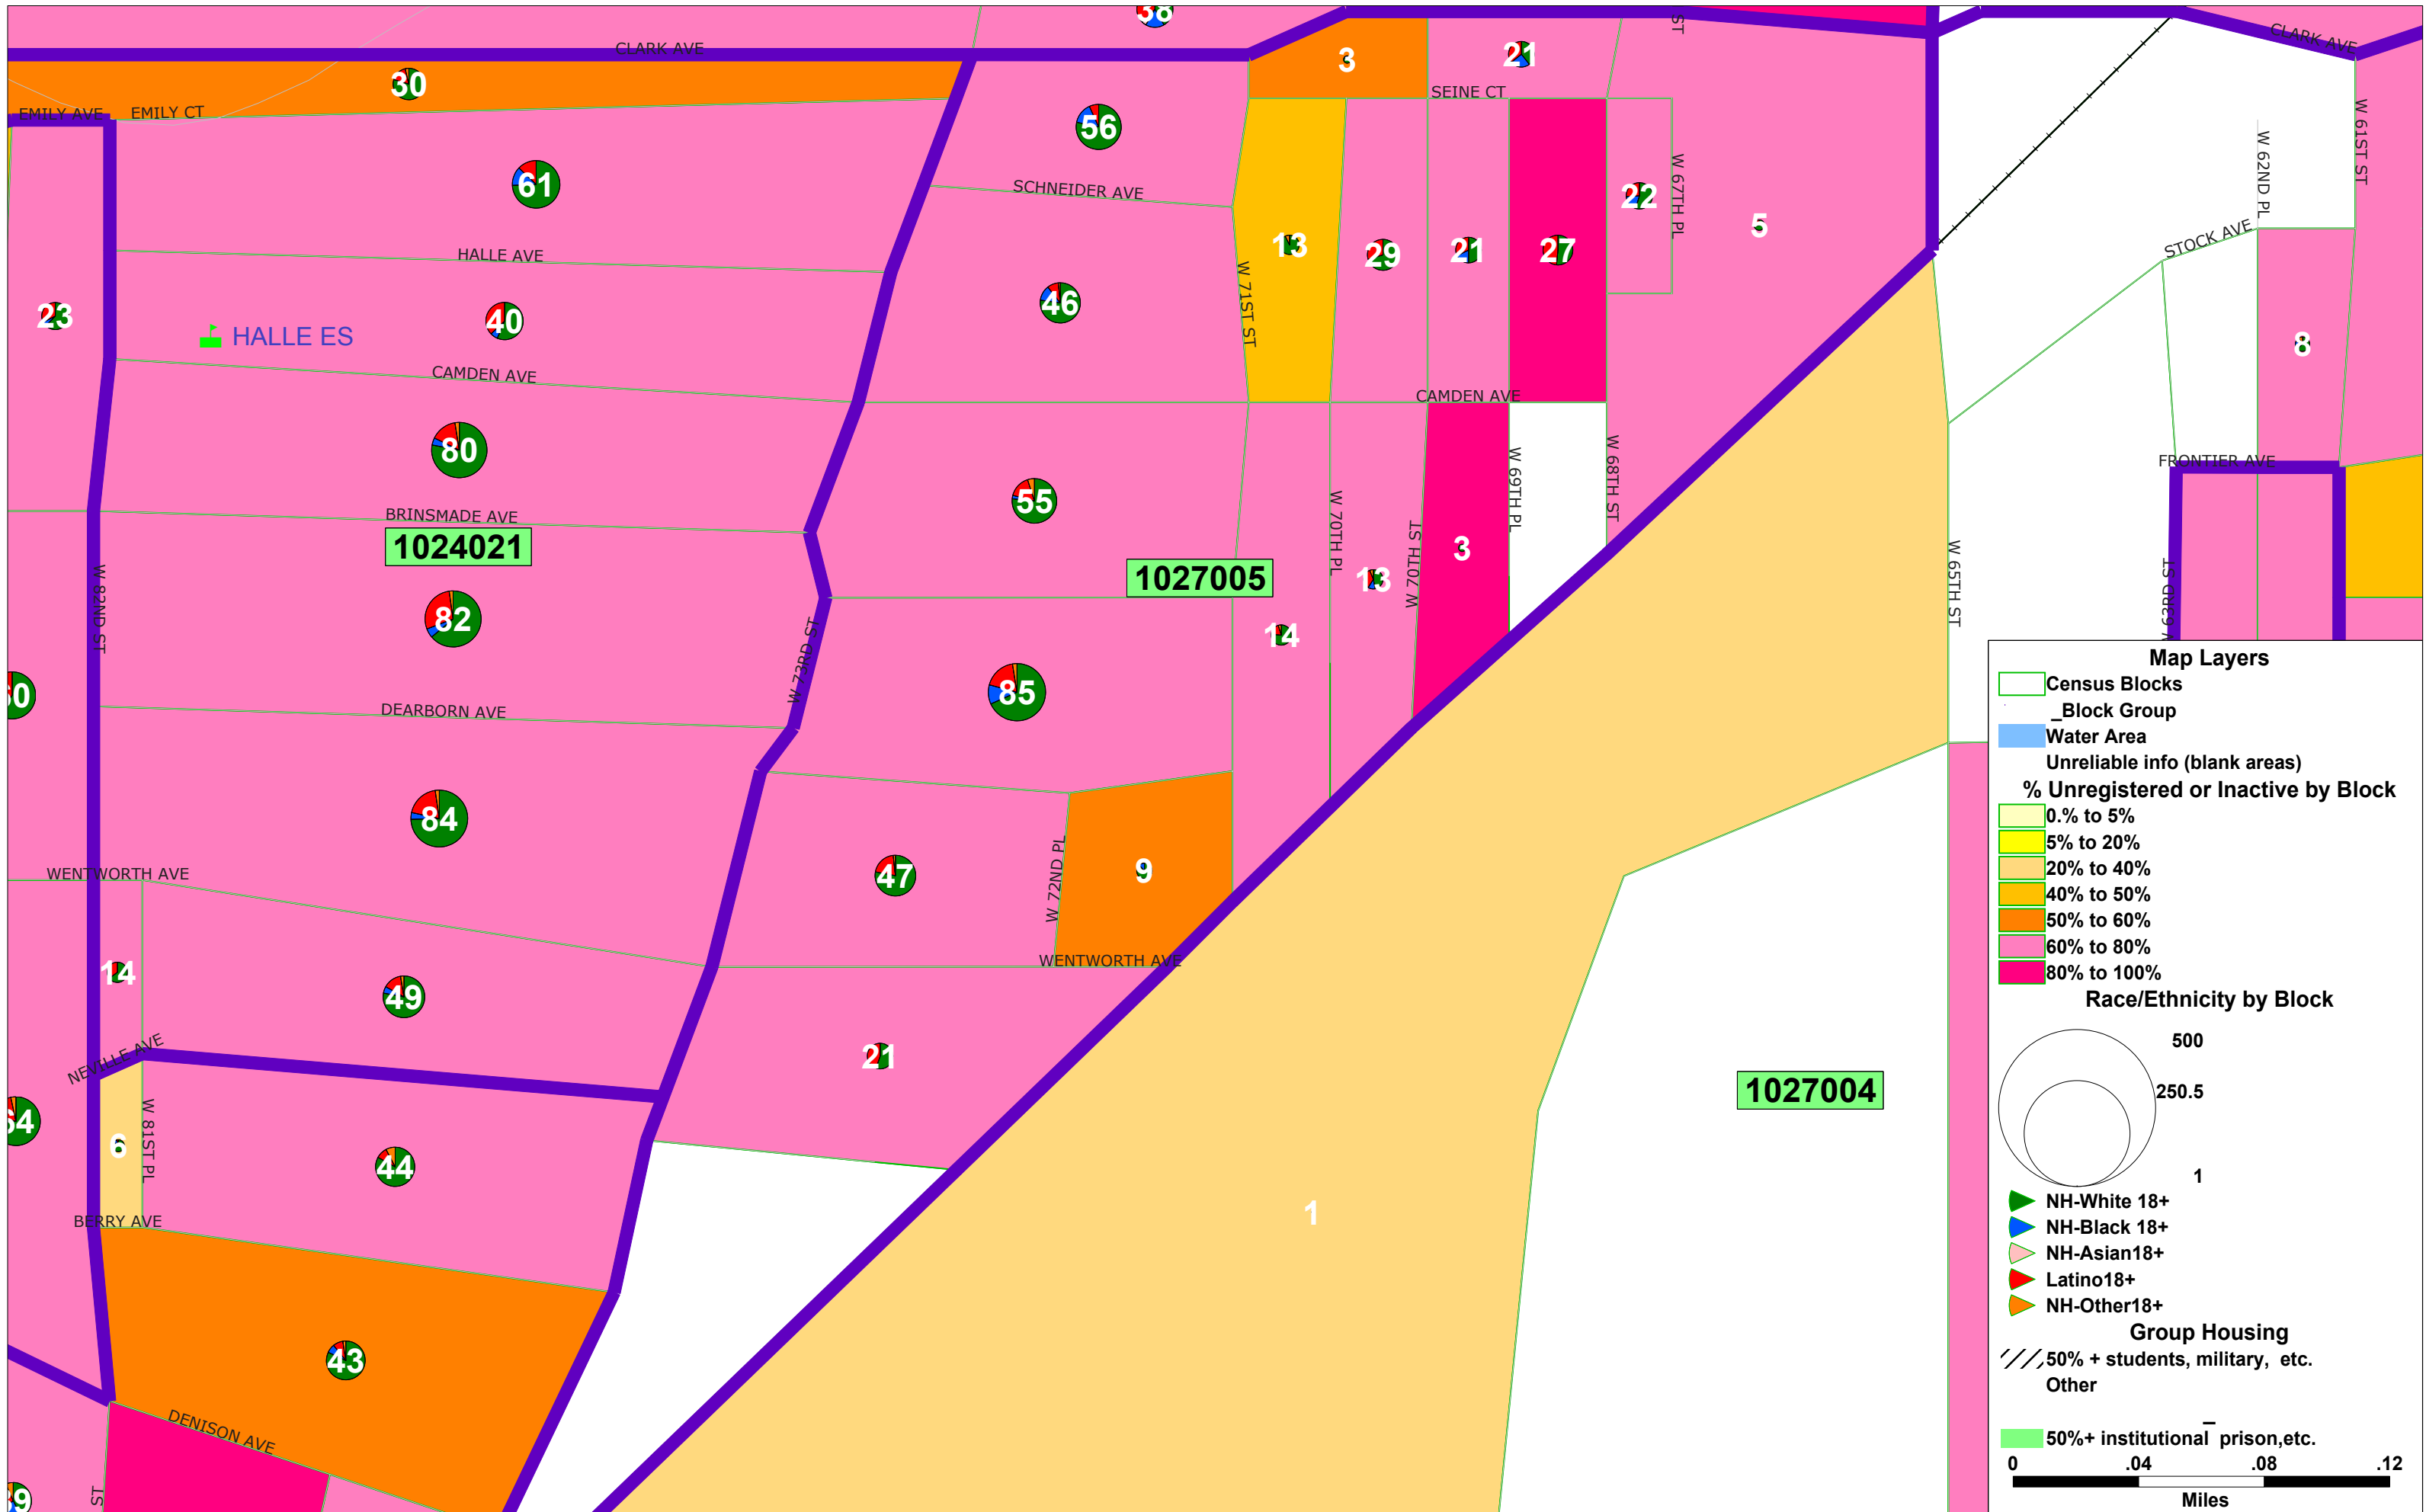 38
ST
CLARK AVE
CLARK AVE
3
21
30
SEINE CT
EMILY AVE
EMILY CT
56
W 61ST ST
W 62ND PL
61
SCHNEIDER AVE
W 67TH PL
22
5
STOCK AVE
HALLE AVE
13
29
21
27
W 71ST ST
46
23
40
HALLE ES
8
CAMDEN AVE
CAMDEN AVE
80
W 69TH PL
W 68TH ST
FRONTIER AVE
55
W 70TH PL
BRINSMADE AVE
1024021
3
W 70TH ST
W 65TH ST
1027005
13
W 82ND ST
82
14
W 73RD ST
60
85
DEARBORN AVE
84
WENTWORTH AVE
47
W 72ND PL
9
WENTWORTH AVE
14
49
NEVILLE AVE
21
1027004
64
6
W 81ST PL
44
BERRY AVE
1
43
DENISON AVE
ST
Map Layers
Census Blocks
_Block Group
Water Area
Unreliable info (blank areas)
% Unregistered or Inactive by Block
0.% to 5%
5% to 20%
20% to 40%
40% to 50%
50% to 60%
60% to 80%
80% to 100%
Race/Ethnicity by Block
500
250.5
1
NH-White 18+
NH-Black 18+
NH-Asian18+
Latino18+
NH-Other18+
Group Housing
50% + students, military, etc.
Other
_
50%+ institutional prison,etc.
0 .04 .08 .12
Miles